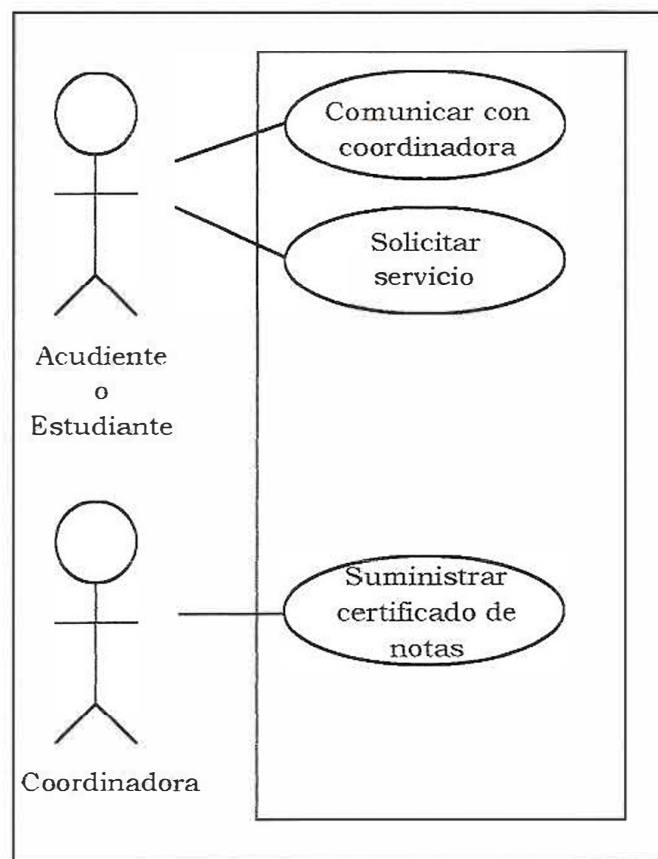 Comunicar con
coordinadora
Solicitar
servicio
Acudiente
o
Estudiante
Suministrar
certificado de
notas
Coordinadora